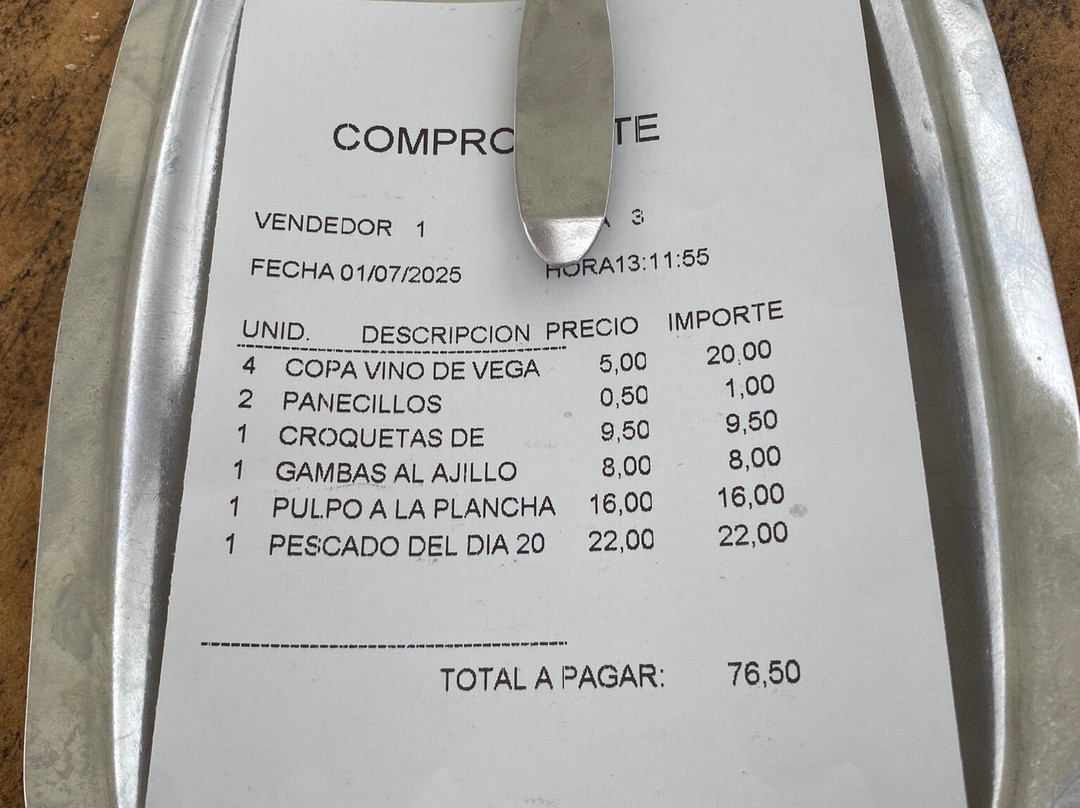 VENDEDOR 1 3
FECHA 01/07/2025 HORA13:11:55
UNID. DESCRIPCION PRECIO IMPORTE
4 COPA VINO DE VEGA 5,00 20,00
2 PANECILLOS 0,50 1,00
1 CROQUETAS DE 9,50 9,50
1 GAMBAS AL AJILLO 8,00 8,00
1 PULPO A LA PLANCHA 16,00 16,00
1 PESCADO DEL DIA 20 22,00 22,00
TOTAL A PAGAR: 76,50